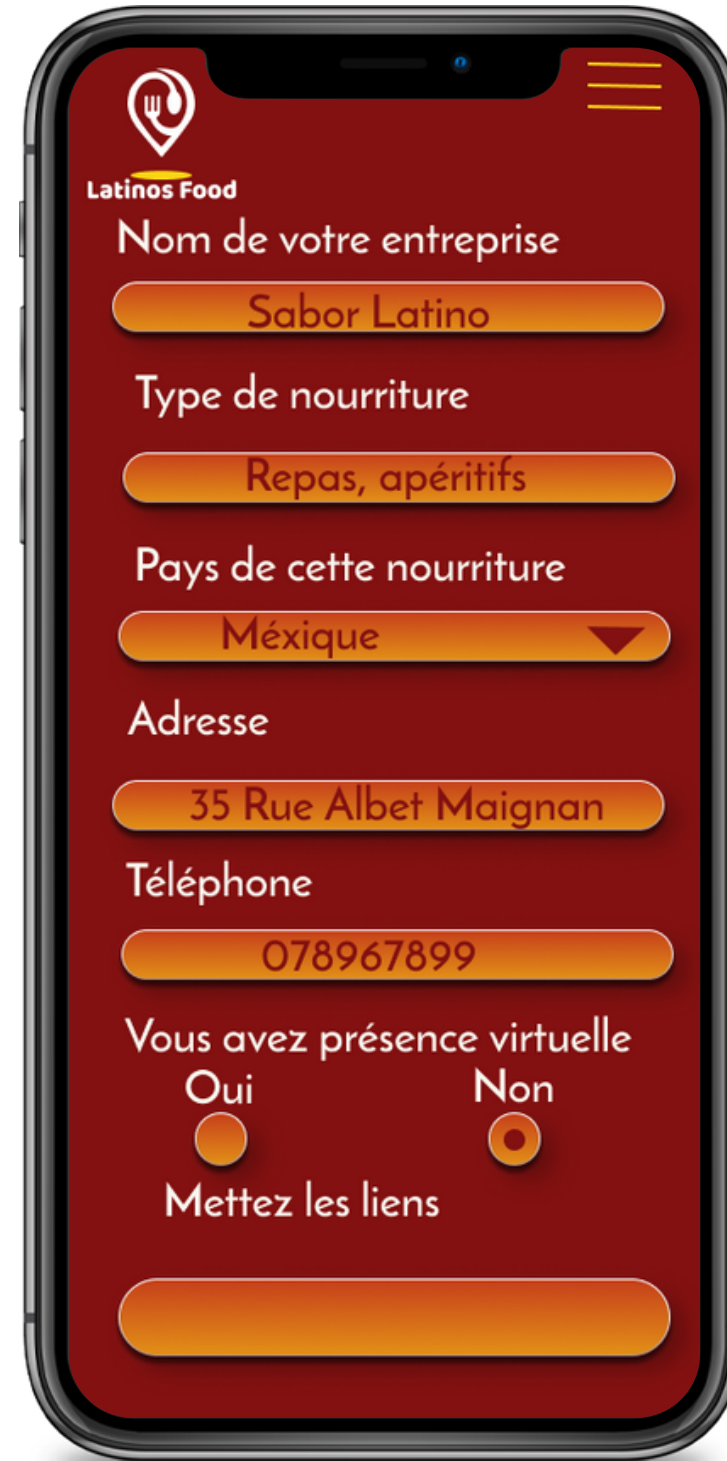 Latinos Food
Nom de votre entreprise
Sabor Latino
Type de nourriture
Repas, apéritifs
Pays de cette nourriture
Méxique
Adresse
35 Rue Albet Maignan
Téléphone
078967899
Vous avez présence virtuelle
Oui Non
Mettez les liens